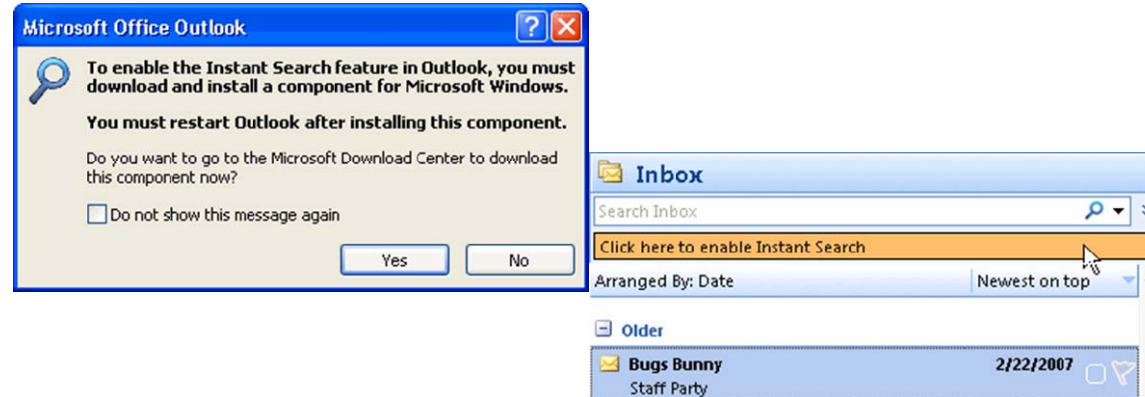 Microsoft Office Outlook
To enable the Instant Search feature in Outlook, you must
download and install a component for Microsoft Windows.
You must restart Outlook after installing this component.
Do you want to go to the Microsoft Download Center to download
this component now?
Do not show this message again
Yes No
Inbox
Search Inbox
Click here to enable Instant Search
Arranged By: Date Newest on top
Older
Bugs Bunny 2/22/2007
Staff Party